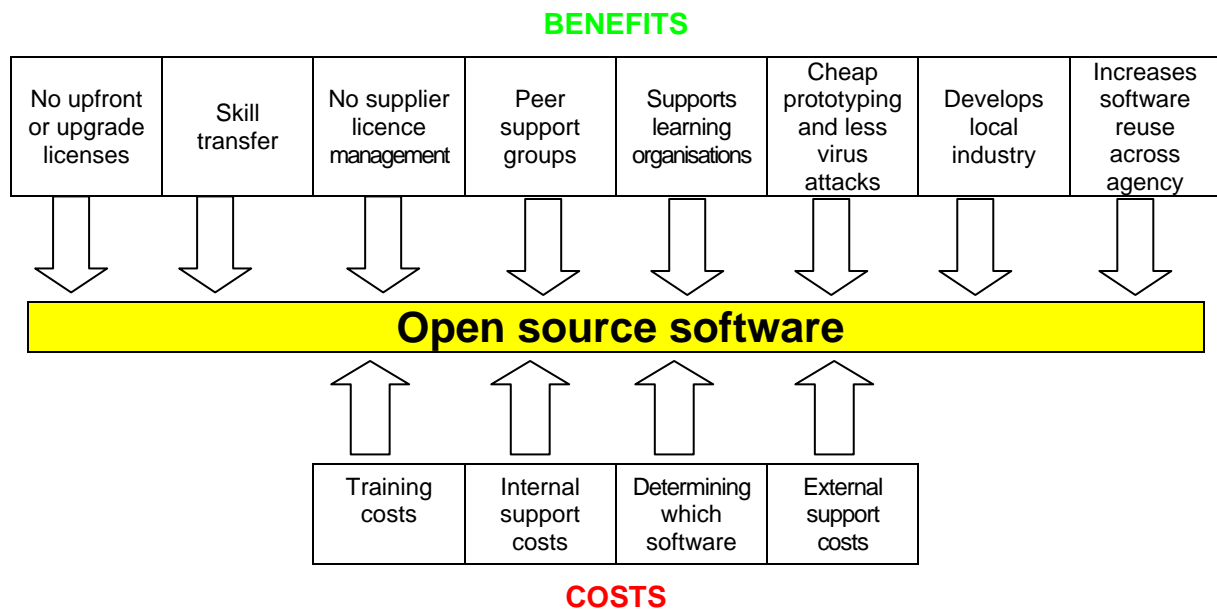 BENEFITS
No upfront
or upgrade
licenses
Skill
transfer
No supplier
licence
management
Peer
support
groups
Supports
learning
organisations
Cheap
prototyping
and less
virus
attacks
Develops
local
industry
Increases
software
reuse
across
agency
Open source software
Training
costs
Internal
support
costs
Determining
which
software
External
support
costs
COSTS